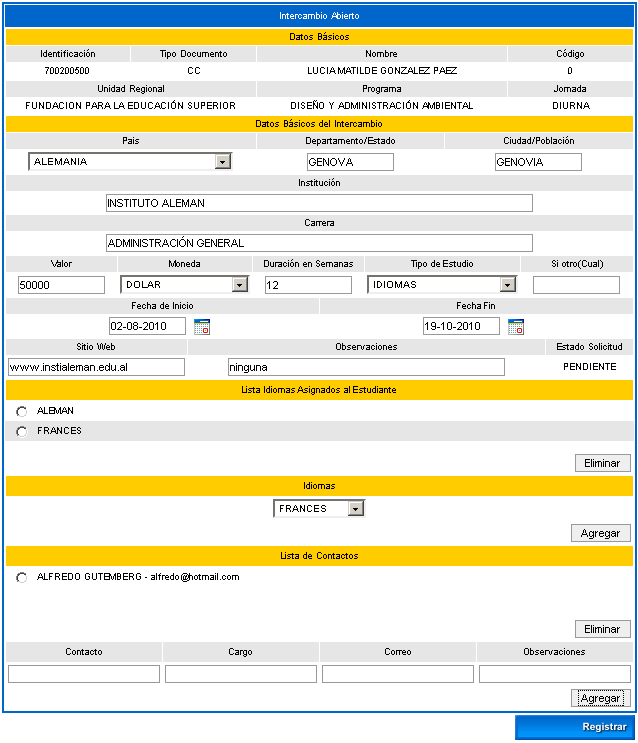 Intercambio Abierto
Datos Básicos
Identificación Tipo Documento Nombre Código
700200500 CC LUCIA MATILDE GONZALEZ PAEZ 0
Unidad Regional Programa Jornada
FUNDACION PARA LA EDUCACIÓN SUPERIOR DISEÑO Y ADMINISTRACIÓN AMBIENTAL DIURNA
Datos Básicos del Intercambio
Pais Departamento/Estado Ciudad/Población
ALEMANIA GENOVA GENOVIA
Institución
INSTITUTO ALEMAN
Carrera
ADMINISTRACIÓN GENERAL
Valor Moneda Duración en Semanas Tipo de Estudio Si otro(Cual)
50000 DOLAR 12 IDIOMAS
Fecha de Inicio Fecha Fin
02-08-2010 19-10-2010
Sitio Web Observaciones Estado Solicitud
www.instialeman.edu.al ninguna PENDIENTE
Lista Idiomas Asignados al Estudiante
ALEMAN
FRANCES
Eliminar
Idiomas
FRANCES
Agregar
Lista de Contactos
ALFREDO GUTEMBERG - alfredo@hotmail.com
Eliminar
Contacto Cargo Correo Observaciones
Agregar
Registrar